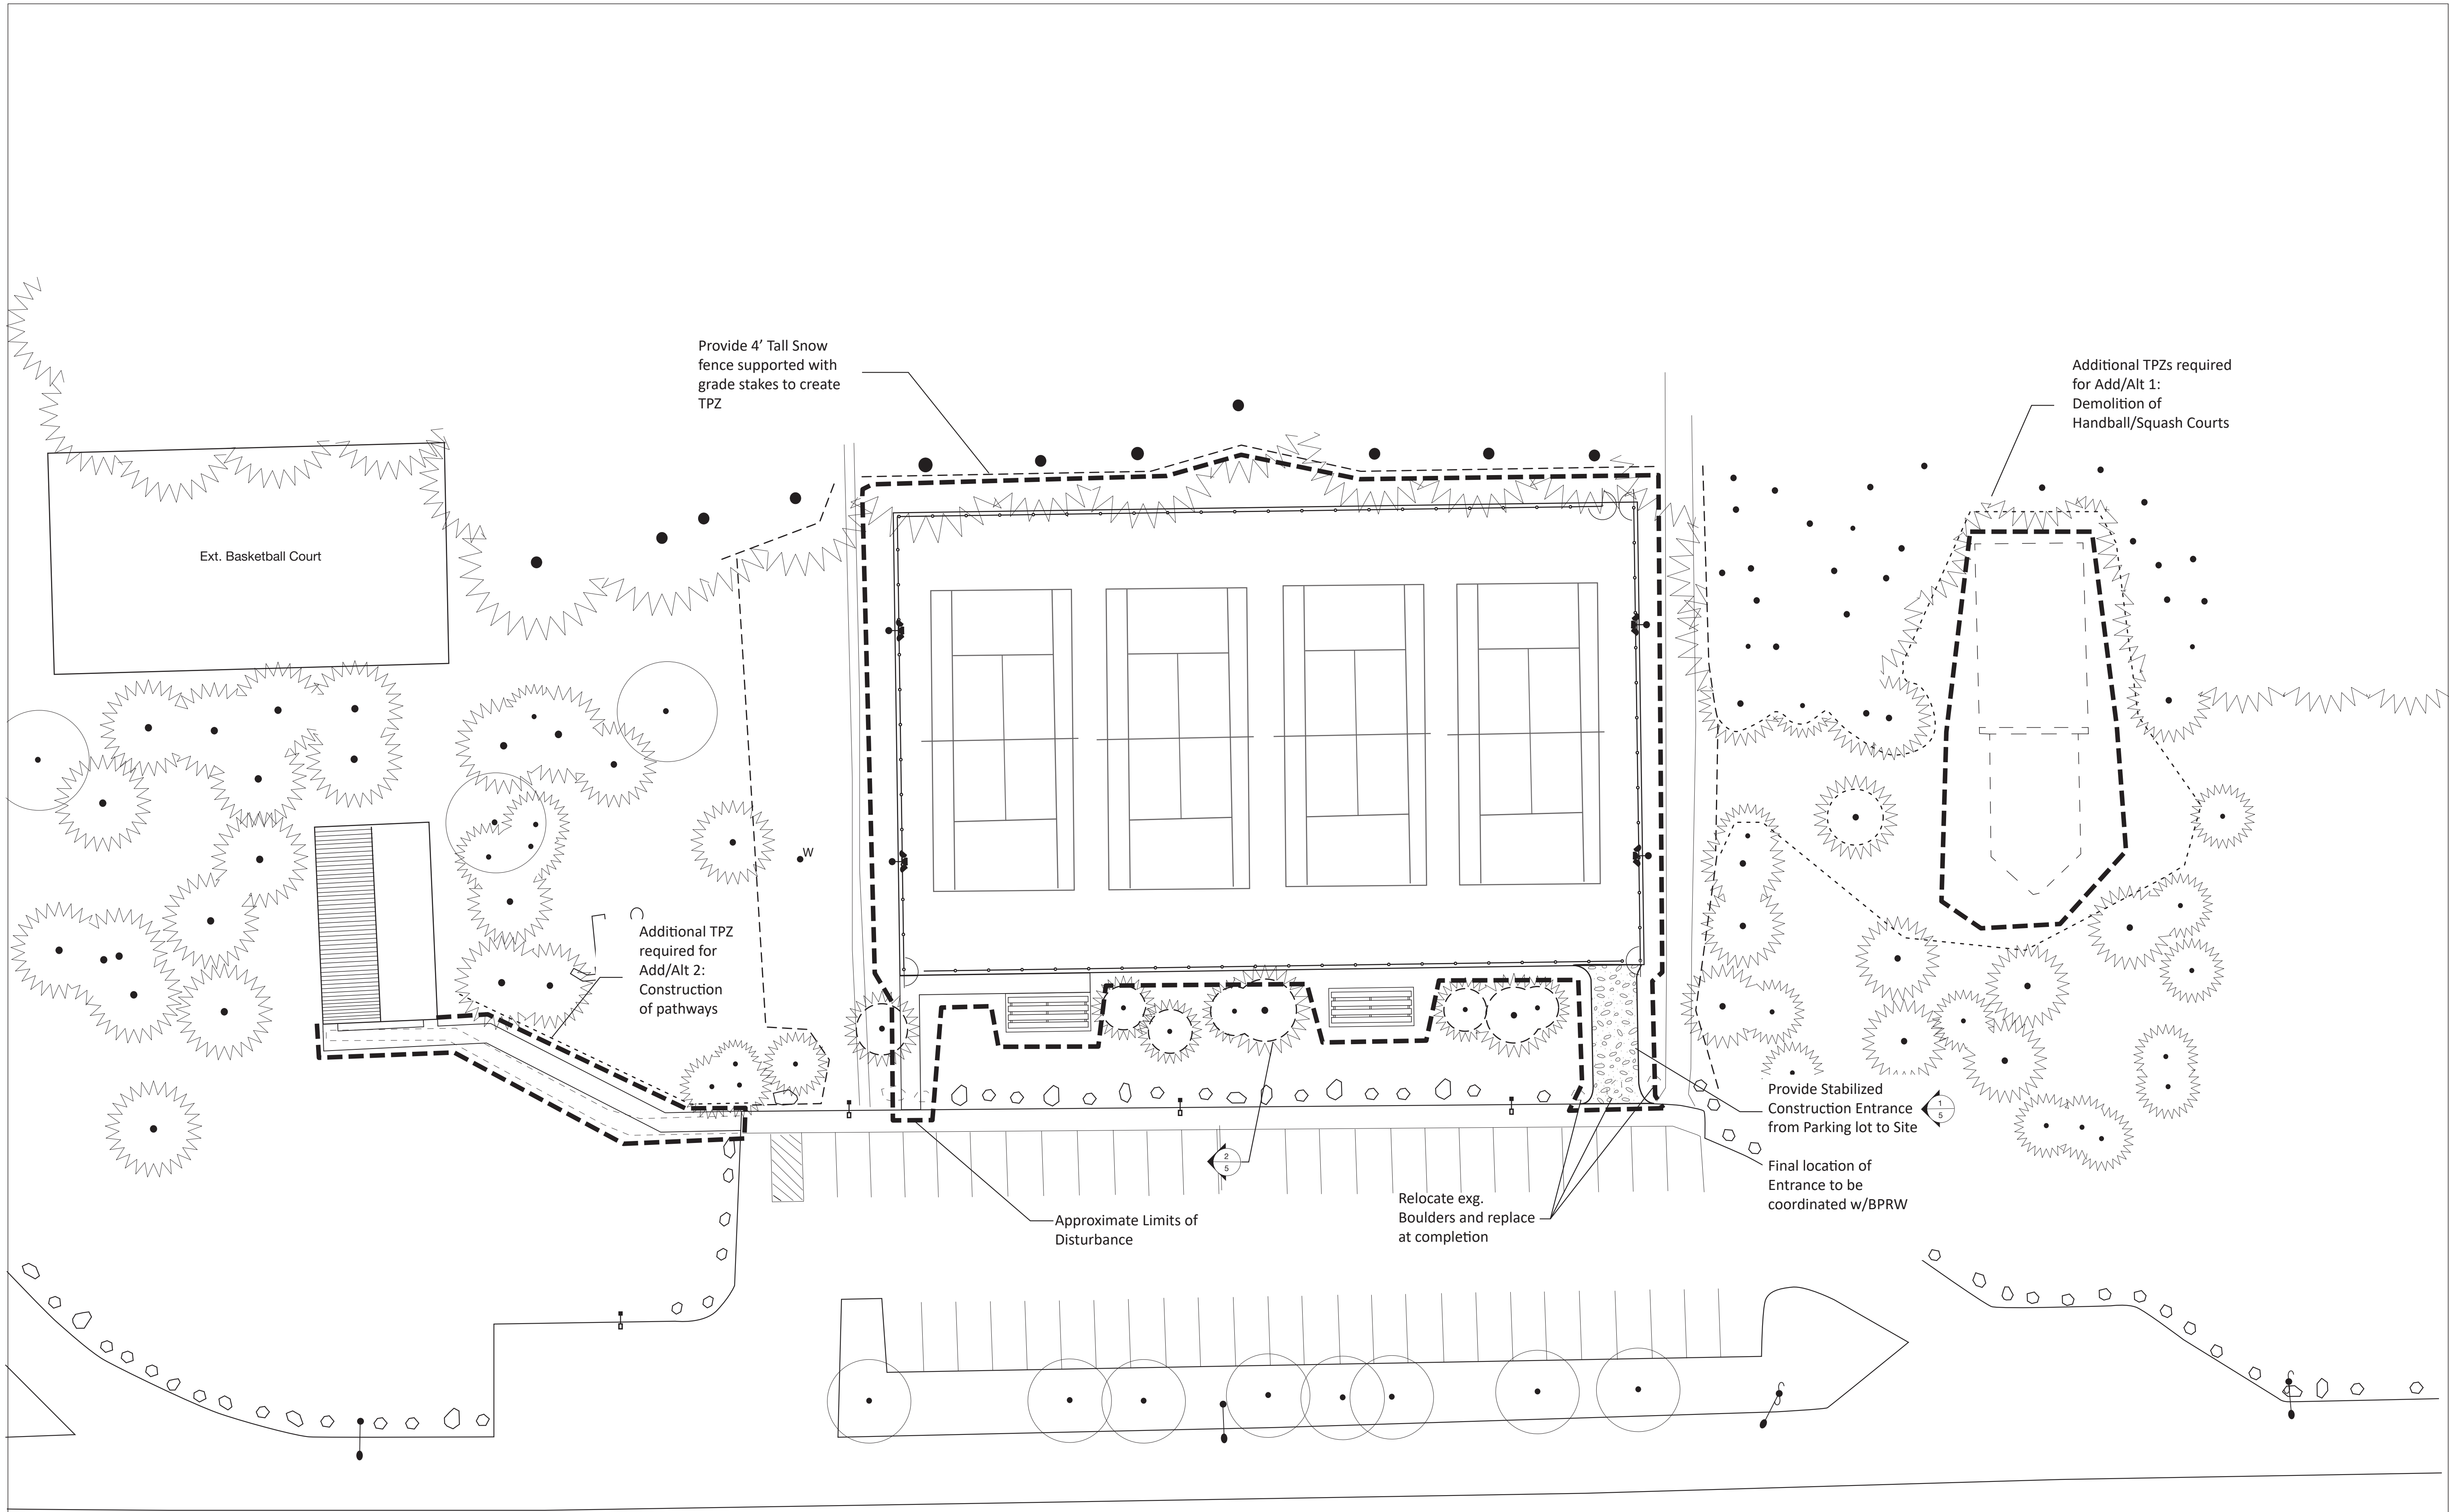 Provide 4’ Tall Snow
fence supported with
grade stakes to create
TPZ
Additional TPZs required
for Add/Alt 1:
Demolition of
Handball/Squash Courts
Ext. Basketball Court
W
Additional TPZ
required for
Add/Alt 2:
Construction
of pathways
Provide Stabilized
Construction Entrance
from Parking lot to Site
1
5
Final location of
Entrance to be
coordinated w/BPRW
2
5
Relocate exg.
Boulders and replace
at completion
Approximate Limits of
Disturbance